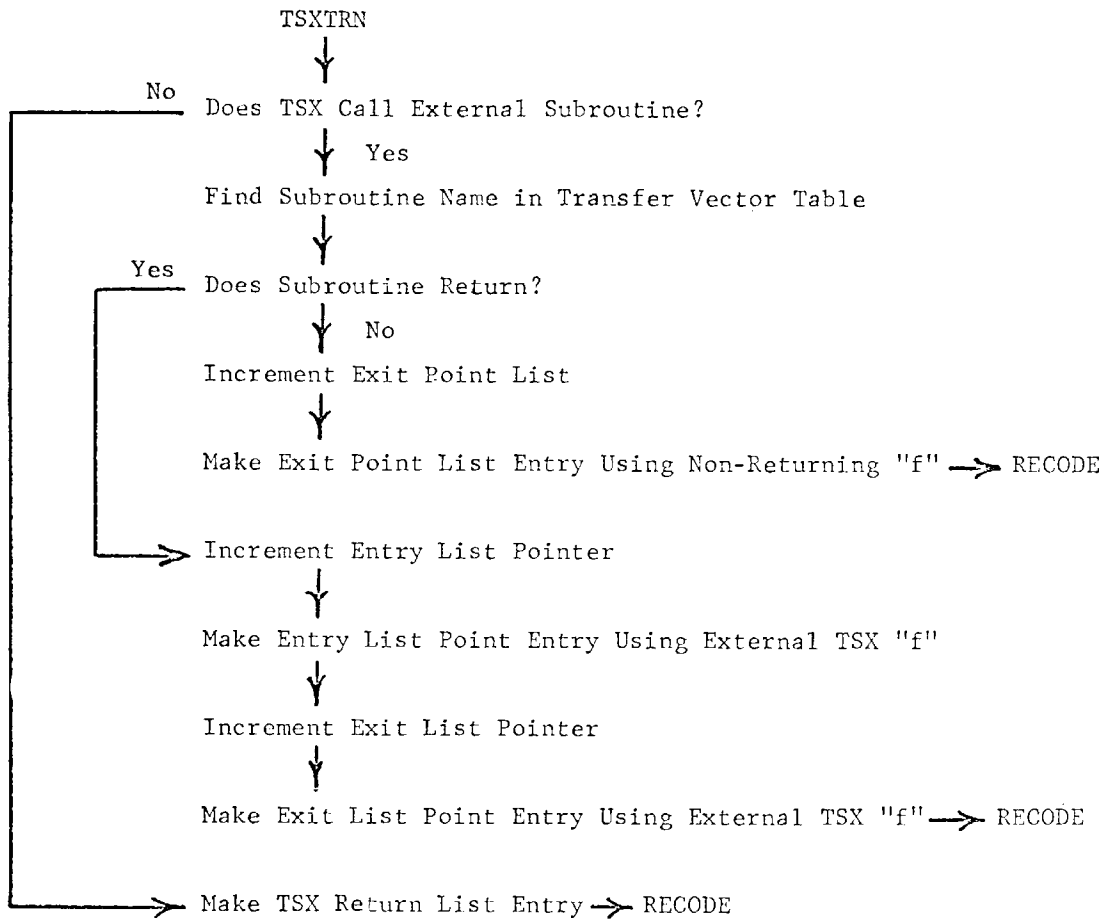 TSXTRN
No
Does TSX Call External Subroutine?
Yes
Find Subroutine Name in Transfer Vector Table
Yes
Does Subroutine Return?
No
Increment Exit Point List
Make Exit Point List Entry Using Non-Returning "f" RECODE
Increment Entry List Pointer
Make Entry List Point Entry Using External TSX "f"
Increment Exit List Pointer
Make Exit List Point Entry Using External TSX "f" RECODE
Make TSX Return List Entry RECODE